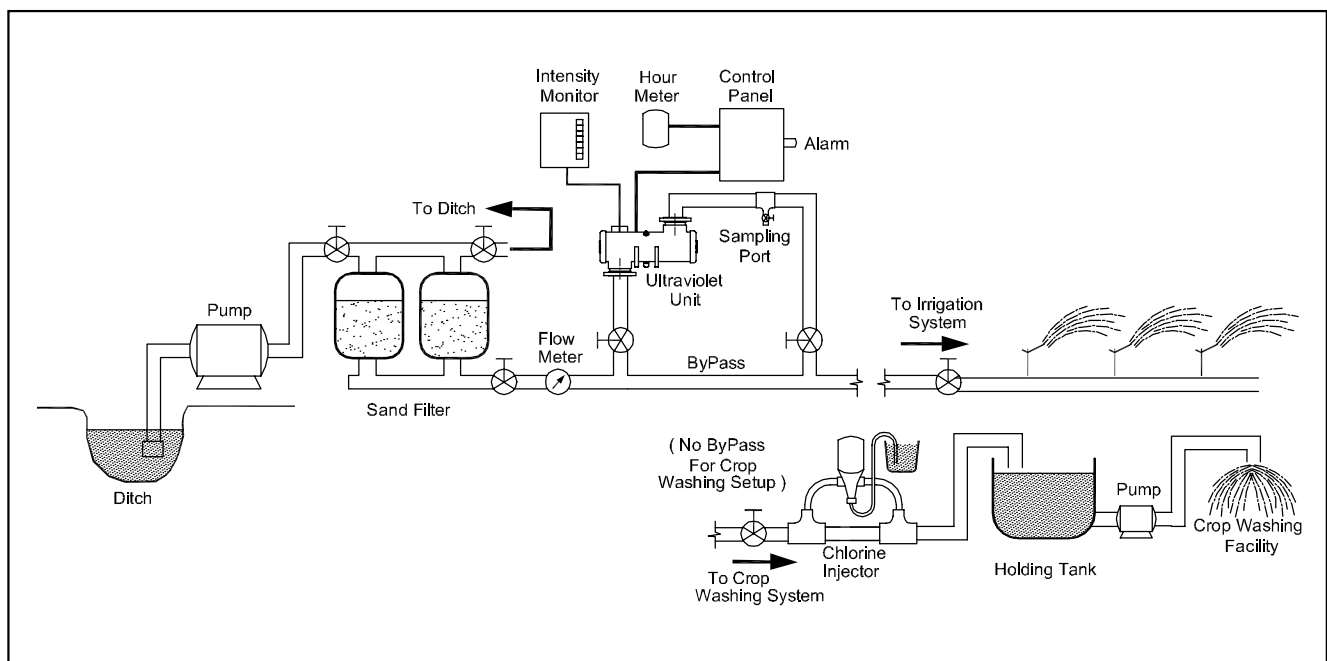 Intensity
Monitor
Hour
Meter
Control
Panel
Alarm
To Ditch
Sampling
Port
Ultraviolet
Unit
Pump
Flow
Meter
To Irrigation
System
ByPass
Sand Filter
Ditch
( No ByPass
For Crop
Washing Setup )
Pump
Crop Washing
Facility
Chlorine
Injector
Holding Tank
To Crop
Washing System